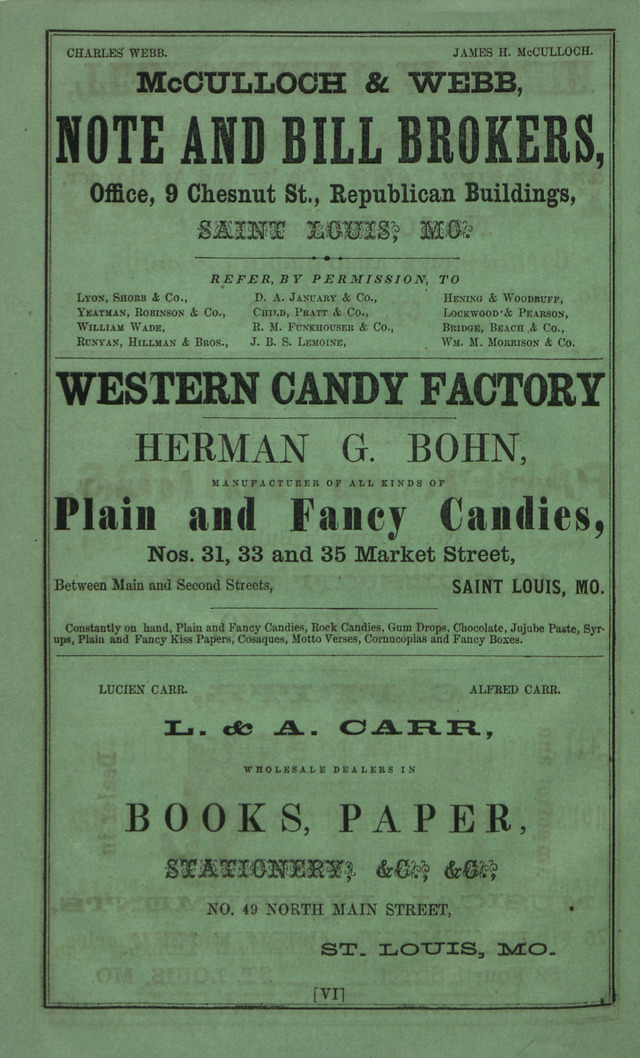 CHARLES WEBB. JAMES H. McCULLOCH.
McCULLOCH & WEBB,
NOTE AND BILL BROKERS,
Office, 9 Chesnut St., Republican Buildings,
SAINT LOUIS, MO.
REFER, BY PERMISSION, TO
LYON, SHORB & CO., D. A. JANUARY & CO., HENING & WOODRUFF,
YEATMAN, ROBINSON & CO., CHILD, PRATT & CO., LOCKWOOD & PEARSON,
WILLIAM WADE, R. M. FUNKHOUSER & CO., BRIDGE, BEACH & CO.,
RUNYAN, HILLMAN & BROS., J. B. S. LEMOINE, WM. M. MORRISON & CO.
WESTERN CANDY FACTORY
HERMAN G. BOHN,
MANUFACTURER OF ALL KINDS OF
Plain and Fancy Candies,
Nos. 31, 33 and 35 Market Street,
Between Main and Second Streets, SAINT LOUIS, MO.
Constantly on hand, Plain and Fancy Candies, Rock Candies, Gum Drops, Chocolate, Jujube Paste, Syr-
ups, Plain and Fancy Kiss Papers, Cosaques, Motto Verses, Cornucopias and Fancy Boxes.
LUCIEN CARR. ALFRED CARR.
L. & A. CARR,
WHOLESALE DEALERS IN
BOOKS, PAPER,
STATIONERY, &C., &C.,
NO. 49 NORTH MAIN STREET,
ST. LOUIS, MO.
[VI]